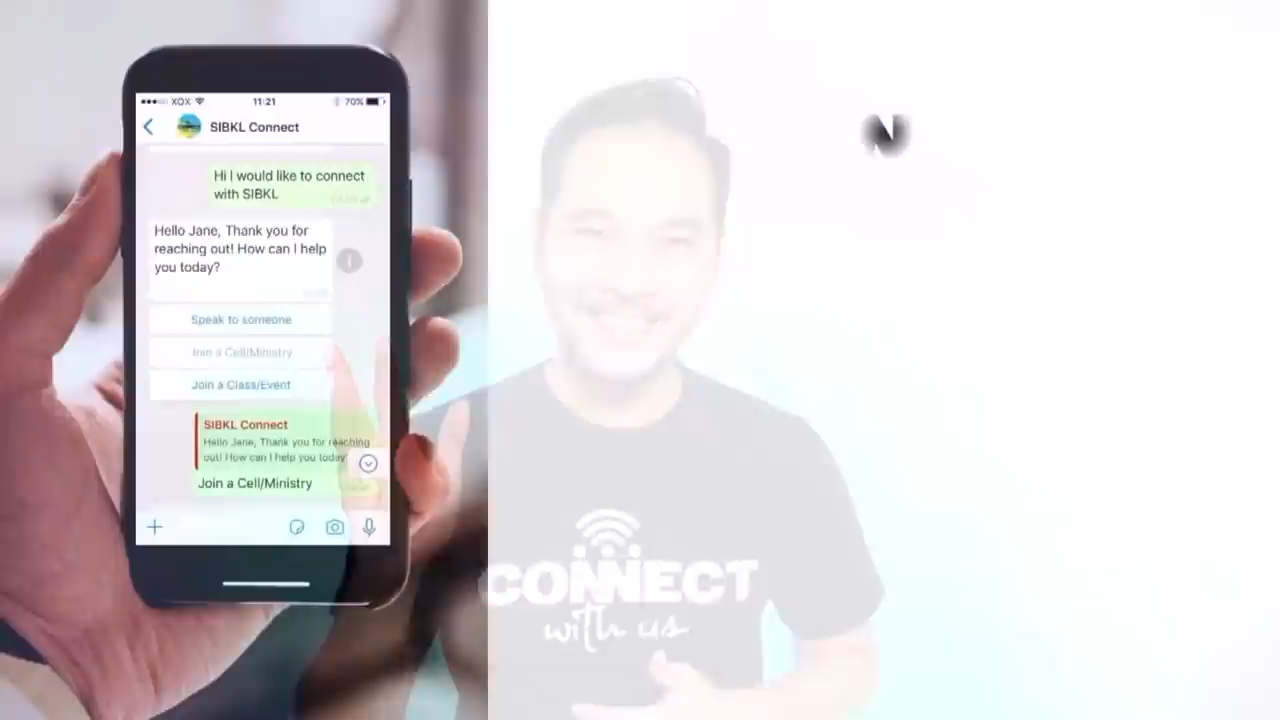 XOX
11:21
70%
SIBKL Connect
Hi I would like to connect
with SIBKL
Hello Jane, Thank you for
reaching out! How can I help
you today?
Speak to someone
Join a Cell/Ministry
Join a Class/Event
SIBKL Connect
Hello Jane, Thank you for reaching
out! How can I help you today
Join a Cell/Ministry
CONNECT
with us